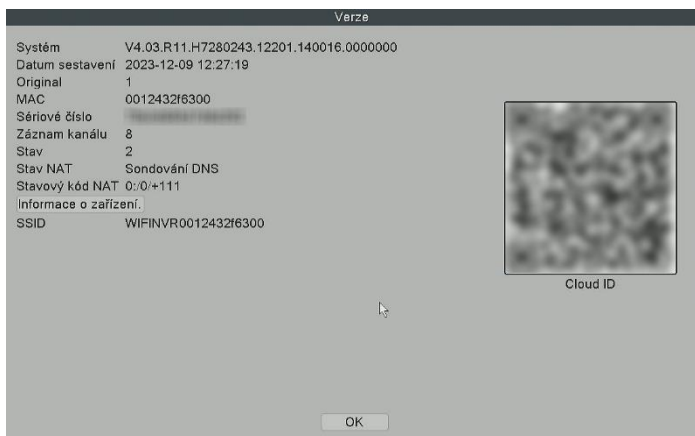 Verze
Systém V4.03.R11.H7280243.12201.140016.0000000
Datum sestavení 2023-12-09 12:27:19
Original 1
MAC 0012432f6300
Sériové číslo
Záznam kanálu 8
Stav 2
Stav NAT Sondování DNS
Stavový kód NAT 0:/0/+111
Informace o zařízení.
SSID WIFINVR0012432f6300
Cloud ID
OK